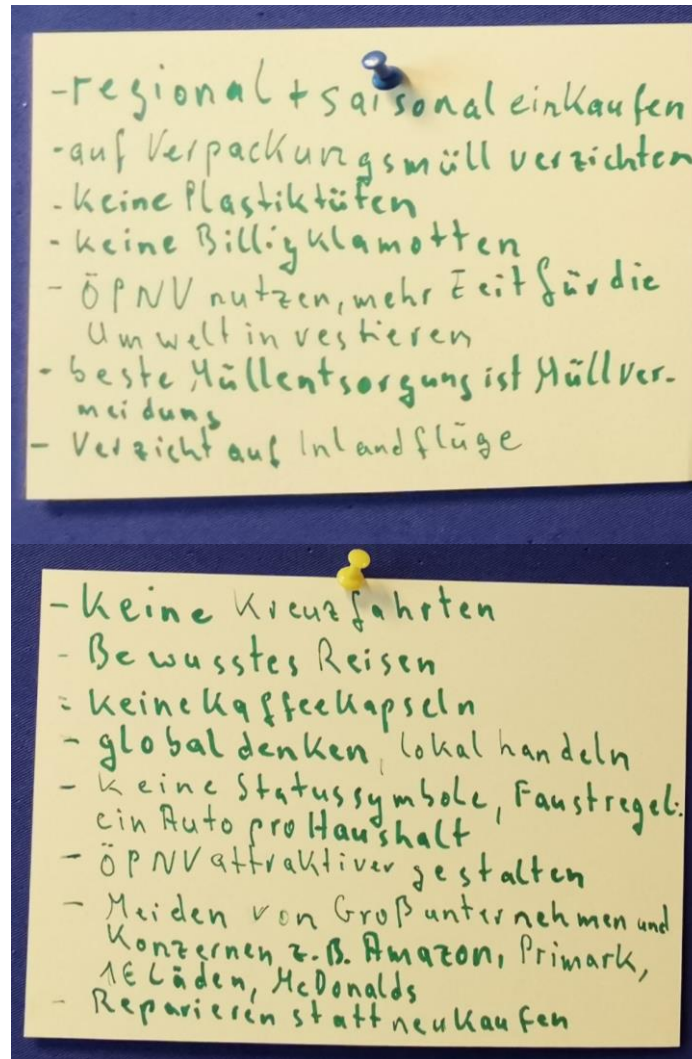 - regional + saisonal einkaufen
- auf Verpackungsmüll verzichten
- Keine Plastiktüten
- Keine Billigklamotten
- ÖPNV nutzen, mehr Zeit für die
Umwelt investieren
- beste Müllentsorgung ist Müllver-
meidung
- Verzicht auf Inlandflüge
- Keine Kreuzfahrten
- Bewusstes Reisen
- Keine Kaffeekapseln
- global denken, lokal handeln
- Keine Statussymbole, Faustregel:
ein Auto pro Haushalt
- ÖPNV attraktiver gestalten
- Meiden von Großunternehmen und
Konzernen z.B. Amazon, Primark,
1€ Läden, McDonalds
- Reparieren statt neu Kaufen